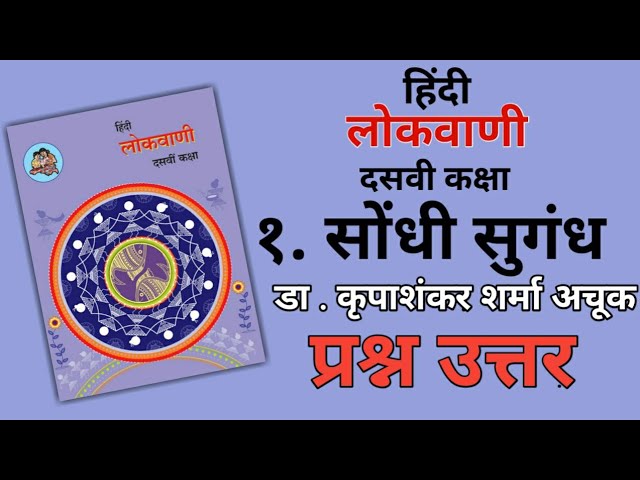 हिंदी
लोकवाणी
दसवीं कक्षा
हिंदी
लोकवाणी
दसवी कक्षा
१. सोंधी सुगंध
डा . कृपाशंकर शर्मा अचूक
प्रश्न उत्तर